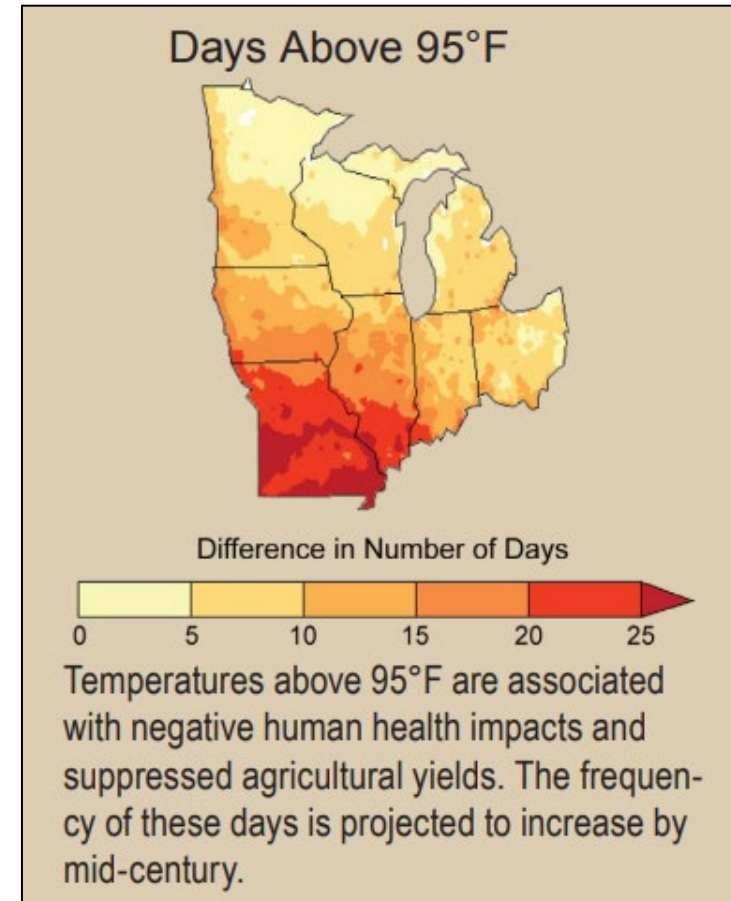 Days Above 95°F
Difference in Number of Days
0 5 10 15 20 25
Temperatures above 95°F are associated
with negative human health impacts and
suppressed agricultural yields. The frequen-
cy of these days is projected to increase by
mid-century.